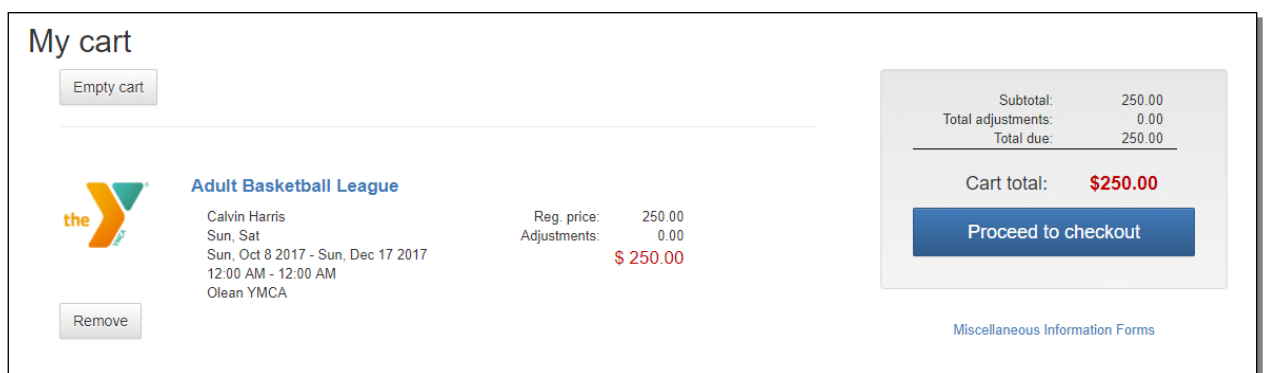 My cart
Empty cart
Subtotal: 250.00
Total adjustments: 0.00
Total due: 250.00
Cart total: $250.00
Proceed to checkout
Miscellaneous Information Forms
the YMCA
Adult Basketball League
Calvin Harris
Sun, Sat
Sun, Oct 8 2017 - Sun, Dec 17 2017
12:00 AM - 12:00 AM
Olean YMCA
Reg. price: 250.00
Adjustments: 0.00
$ 250.00
Remove